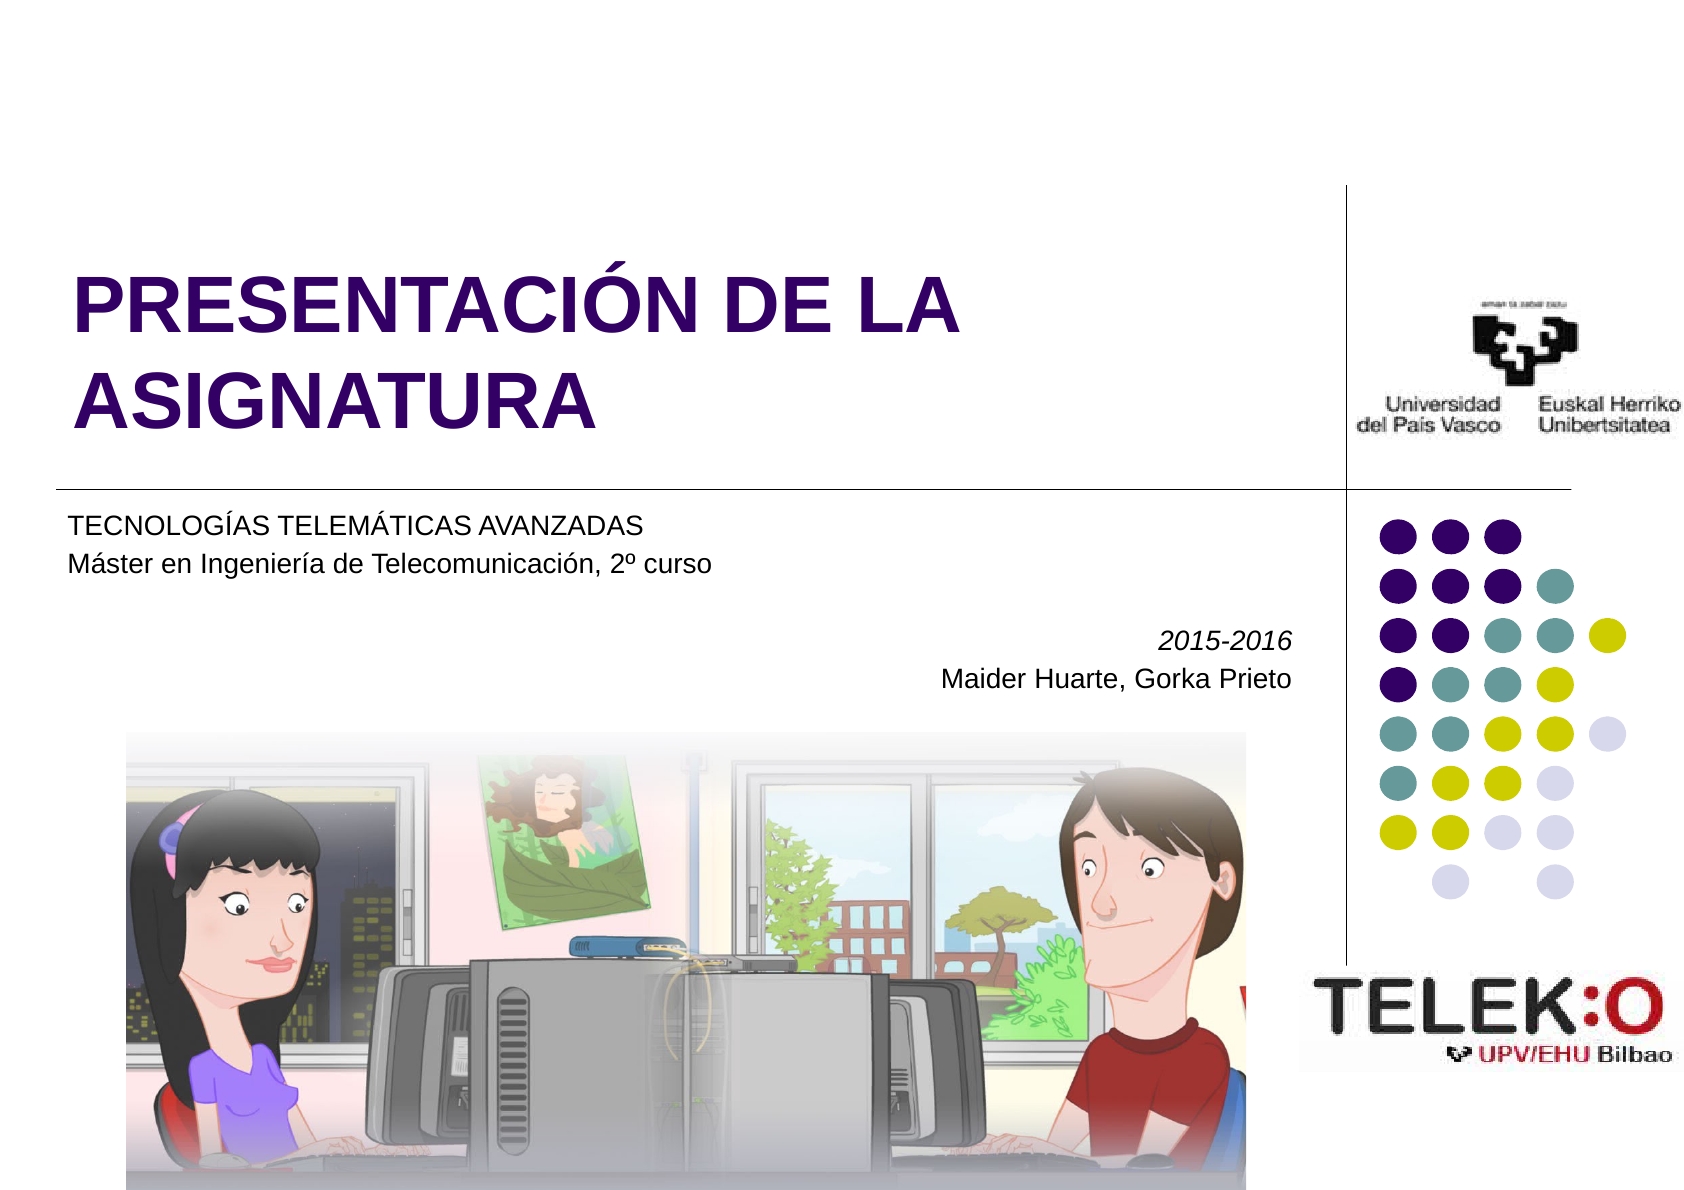 PRESENTACIÓN DE LA
ASIGNATURA
eman ta zabal zazu
Universidad
del País Vasco
Euskal Herriko
Unibertsitatea
TECNOLOGÍAS TELEMÁTICAS AVANZADAS
Máster en Ingeniería de Telecomunicación, 2º curso
2015-2016
Maider Huarte, Gorka Prieto
TELEK:O
UPV/EHU Bilbao